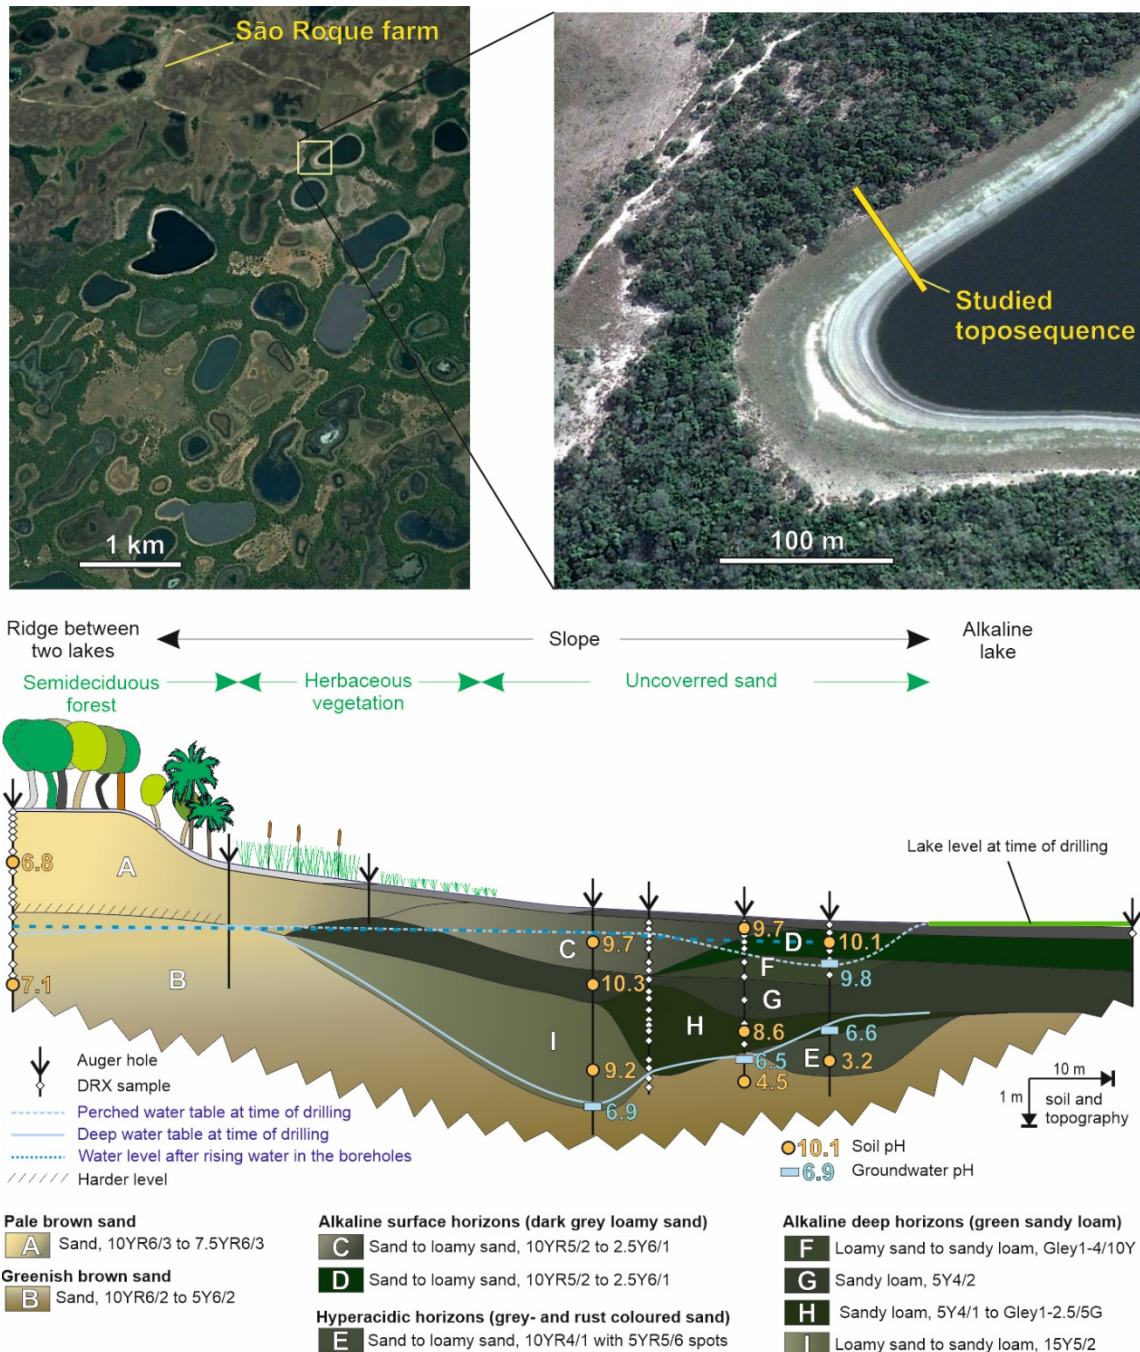 São Roque farm
1 km
Studied
toposequence
100 m
Ridge between
two lakes
Slope
Alkaline
lake
Semideciduous
forest
Herbaceous
vegetation
Uncoverred sand
Lake level at time of drilling
A
6.8
B
7.1
C
9.7
10.3
I
9.2
6.9
H
9.7
D
F
G
8.6
6.5
4.5
10.1
9.8
6.6
E
3.2
Auger hole
DRX sample
Perched water table at time of drilling
Deep water table at time of drilling
Water level after rising water in the boreholes
Harder level
10 m
1 m
soil and
topography
10.1 Soil pH
6.9 Groundwater pH
Pale brown sand
A Sand, 10YR6/3 to 7.5YR6/3
Greenish brown sand
B Sand, 10YR6/2 to 5Y6/2
Alkaline surface horizons (dark grey loamy sand)
C Sand to loamy sand, 10YR5/2 to 2.5Y6/1
D Sand to loamy sand, 10YR5/2 to 2.5Y6/1
Hyperacidic horizons (grey- and rust coloured sand)
E Sand to loamy sand, 10YR4/1 with 5YR5/6 spots
Alkaline deep horizons (green sandy loam)
F Loamy sand to sandy loam, Gley1-4/10Y
G Sandy loam, 5Y4/2
H Sandy loam, 5Y4/1 to Gley1-2.5/5G
I Loamy sand to sandy loam, 15Y5/2